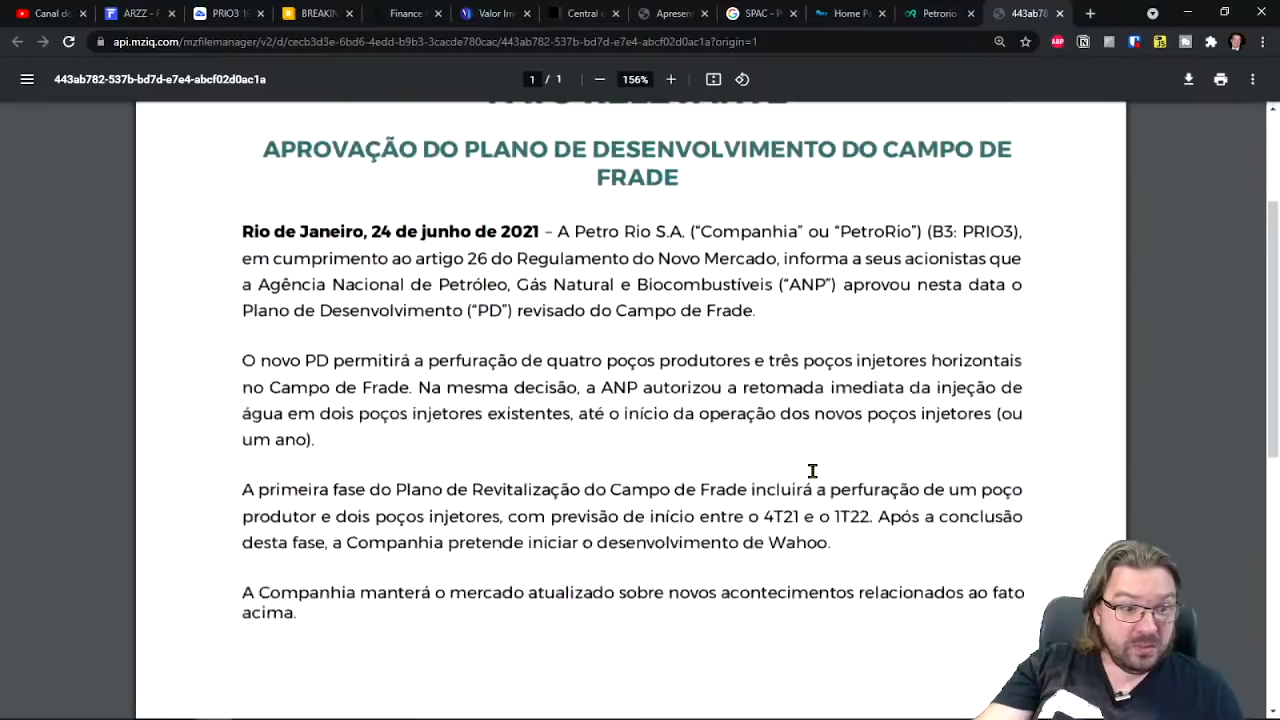 Canal do
ARZZ - F
PRIO3 1
BREAKIN
Finance
Valor Inv
Central d
Apresen
SPAC - P
Home Pa
Petrorio
443ab78
api.mziq.com/mzfilemanager/v2/d/cecb3d3e-6bd6-4edd-b9b3-3cacde780cac/443ab782-537b-bd7d-e7e4-abcf02d0ac1a?origin=1
443ab782-537b-bd7d-e7e4-abcf02d0ac1a
1 / 1
156%
APROVAÇÃO DO PLANO DE DESENVOLVIMENTO DO CAMPO DE
FRADE
Rio de Janeiro, 24 de junho de 2021 – A Petro Rio S.A. (“Companhia” ou “PetroRio”) (B3: PRIO3),
em cumprimento ao artigo 26 do Regulamento do Novo Mercado, informa a seus acionistas que
a Agência Nacional de Petróleo, Gás Natural e Biocombustíveis (“ANP”) aprovou nesta data o
Plano de Desenvolvimento (“PD”) revisado do Campo de Frade.
O novo PD permitirá a perfuração de quatro poços produtores e três poços injetores horizontais
no Campo de Frade. Na mesma decisão, a ANP autorizou a retomada imediata da injeção de
água em dois poços injetores existentes, até o início da operação dos novos poços injetores (ou
um ano).
A primeira fase do Plano de Revitalização do Campo de Frade incluirá a perfuração de um poço
produtor e dois poços injetores, com previsão de início entre o 4T21 e o 1T22. Após a conclusão
desta fase, a Companhia pretende iniciar o desenvolvimento de Wahoo.
A Companhia manterá o mercado atualizado sobre novos acontecimentos relacionados ao fato
acima.